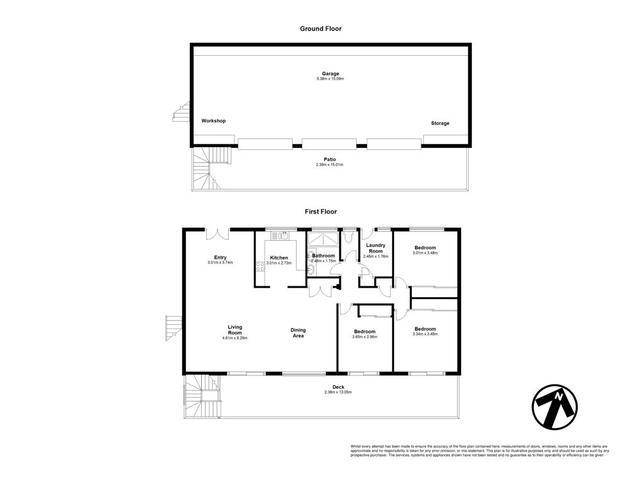 Ground Floor
Garage
5.38m x 15.09m
Workshop
Storage
Patio
2.38m x 15.01m
First Floor
Entry
3.01m x 3.74m
Kitchen
3.01m x 2.73m
Bathroom
2.48m x 1.75m
Laundry
Room
2.48m x 1.76m
Bedroom
3.01m x 3.48m
Living
Room
4.61m x 8.29m
Dining
Area
Bedroom
3.65m x 2.98m
Bedroom
3.34m x 3.45m
Deck
2.38m x 13.05m
N
Whilst every attempt has been made to ensure the accuracy of the floor plan contained here, measurements of doors, windows, rooms and any other items are
approximate and no responsibility is taken for any error, omission, or mis statement. This plan is for illustrative purposes only and should be used as such by any
prospective purchaser. The services, systems and appliances shown have not been tested and no guarantee as to their operability or efficiency can be given